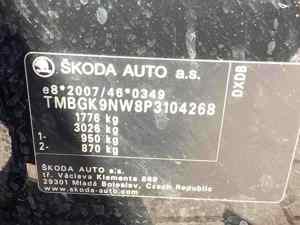 ŠKODA AUTO a.s.
e8*2007/46*0349
TMBGK9NW8P3104268
1776 kg
3026 kg
1- 950 kg
2- 870 kg
DXDB
ŠKODA AUTO a.s.
tř. Václava Klementa 869
29301 Mladá Boleslav, Czech Republic
www.skoda-auto.com